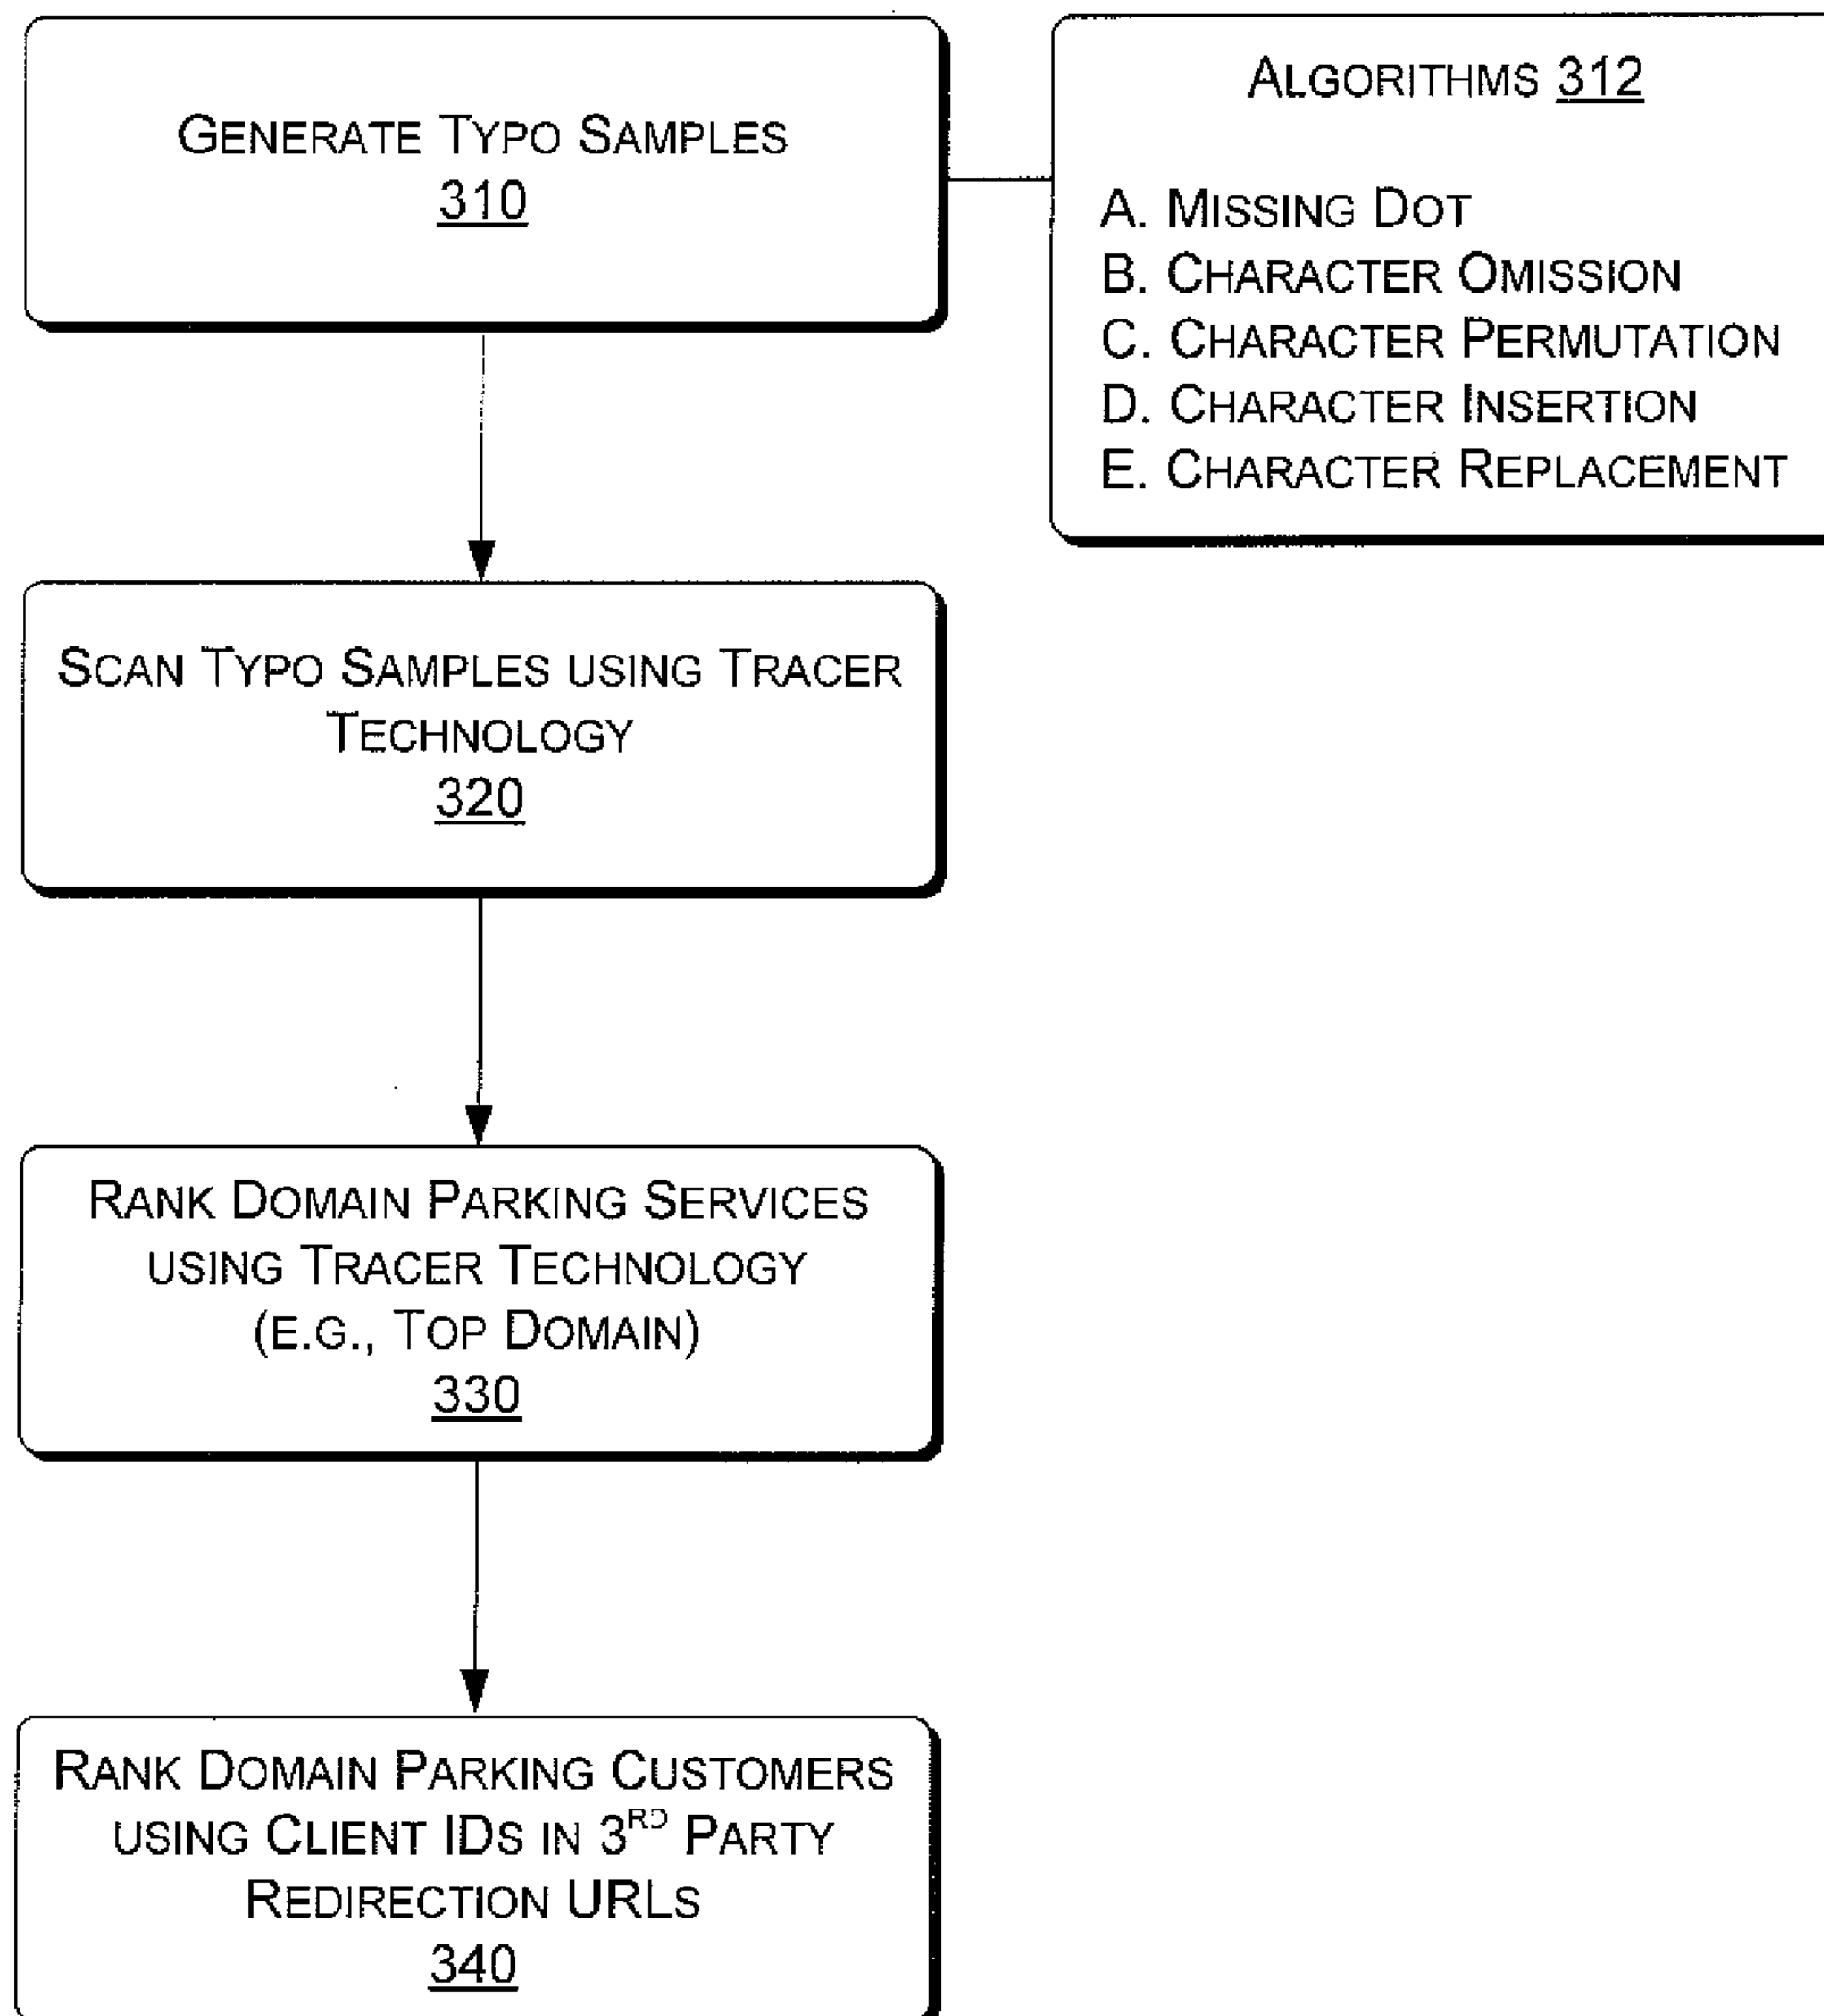 GENERATE TYPO SAMPLES
310
ALGORITHMS 312
A. MISSING DOT
B. CHARACTER OMISSION
C. CHARACTER PERMUTATION
D. CHARACTER INSERTION
E. CHARACTER REPLACEMENT
SCAN TYPO SAMPLES USING TRACER
TECHNOLOGY
320
RANK DOMAIN PARKING SERVICES
USING TRACER TECHNOLOGY
(E.G., TOP DOMAIN)
330
RANK DOMAIN PARKING CUSTOMERS
USING CLIENT IDS IN 3RD PARTY
REDIRECTION URLS
340